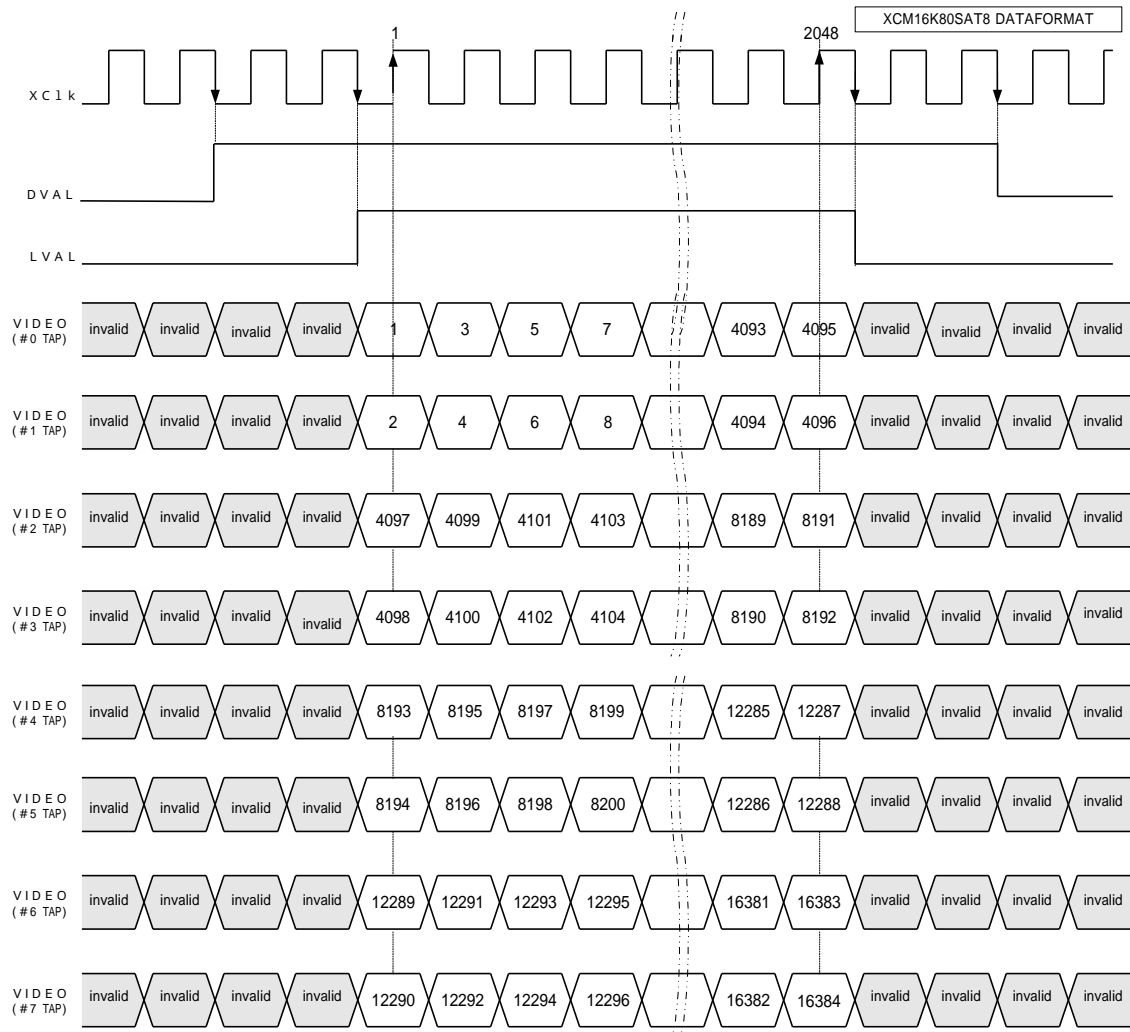 XCM16K80SAT8 DATAFORMAT
1 2048
XClk
DVAL
LVAL
VIDEO (#0 TAP) invalid invalid invalid invalid 1 3 5 7 4093 4095 invalid invalid invalid invalid
VIDEO (#1 TAP) invalid invalid invalid invalid 2 4 6 8 4094 4096 invalid invalid invalid invalid
VIDEO (#2 TAP) invalid invalid invalid invalid 4097 4099 4101 4103 8189 8191 invalid invalid invalid invalid
VIDEO (#3 TAP) invalid invalid invalid invalid 4098 4100 4102 4104 8190 8192 invalid invalid invalid invalid
VIDEO (#4 TAP) invalid invalid invalid invalid 8193 8195 8197 8199 12285 12287 invalid invalid invalid invalid
VIDEO (#5 TAP) invalid invalid invalid invalid 8194 8196 8198 8200 12286 12288 invalid invalid invalid invalid
VIDEO (#6 TAP) invalid invalid invalid invalid 12289 12291 12293 12295 16381 16383 invalid invalid invalid invalid
VIDEO (#7 TAP) invalid invalid invalid invalid 12290 12292 12294 12296 16382 16384 invalid invalid invalid invalid